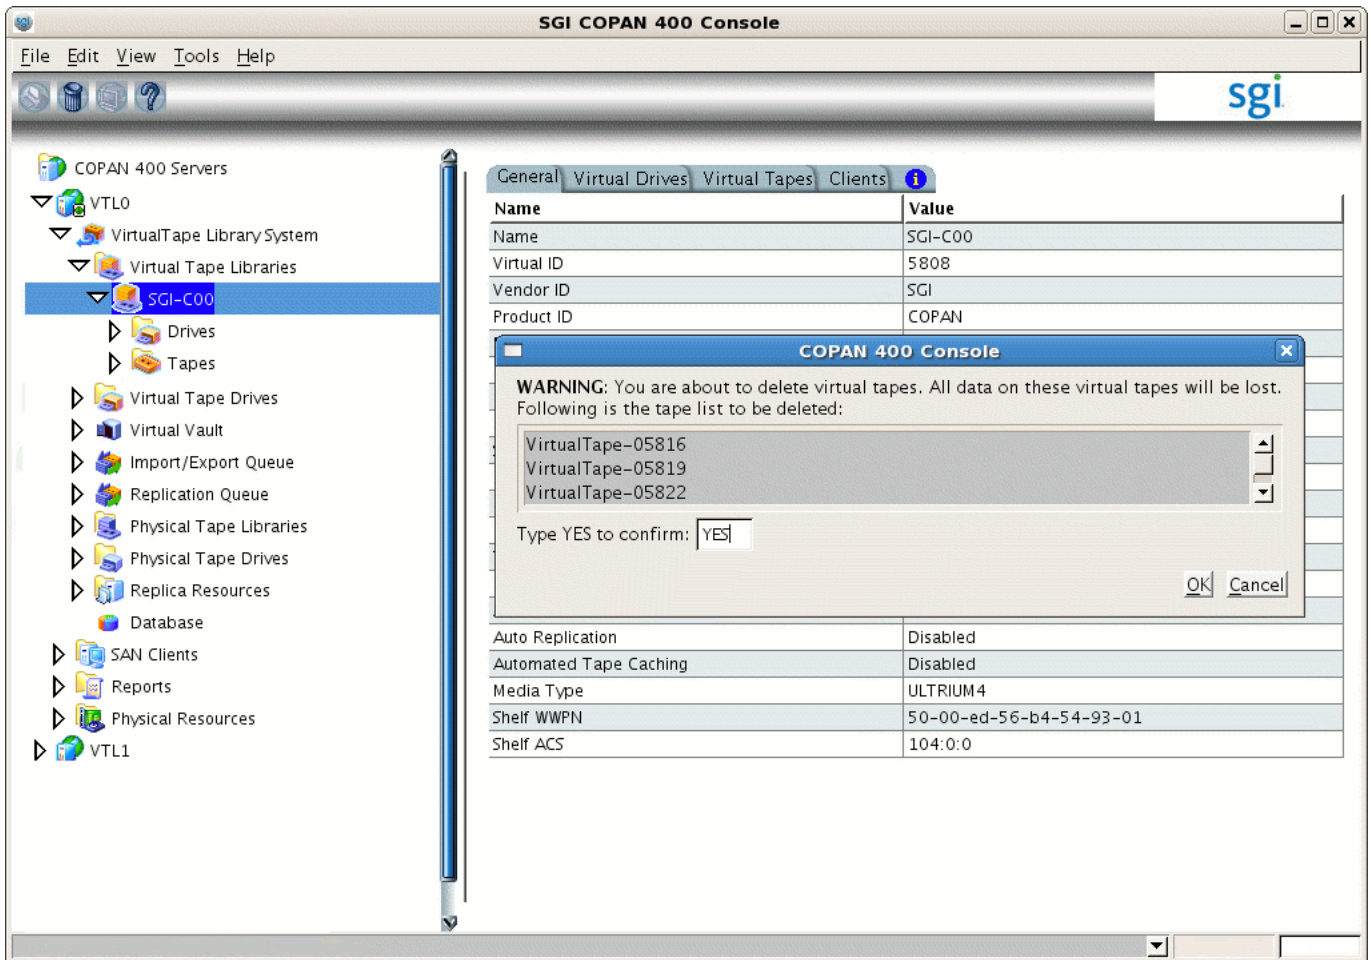 SGI COPAN 400 Console
File Edit View Tools Help
sgi
COPAN 400 Servers
VTL0
VirtualTape Library System
Virtual Tape Libraries
SGI-C00
Drives
Tapes
Virtual Tape Drives
Virtual Vault
Import/Export Queue
Replication Queue
Physical Tape Libraries
Physical Tape Drives
Replica Resources
Database
SAN Clients
Reports
Physical Resources
VTL1
General Virtual Drives Virtual Tapes Clients i
Name Value
Name SGI-C00
Virtual ID 5808
Vendor ID SGI
Product ID COPAN
COPAN 400 Console
WARNING: You are about to delete virtual tapes. All data on these virtual tapes will be lost.
Following is the tape list to be deleted:
VirtualTape-05816
VirtualTape-05819
VirtualTape-05822
Type YES to confirm: YES
OK Cancel
Auto Replication Disabled
Automated Tape Caching Disabled
Media Type ULTRIUM4
Shelf WWPN 50-00-ed-56-b4-54-93-01
Shelf ACS 104:0:0